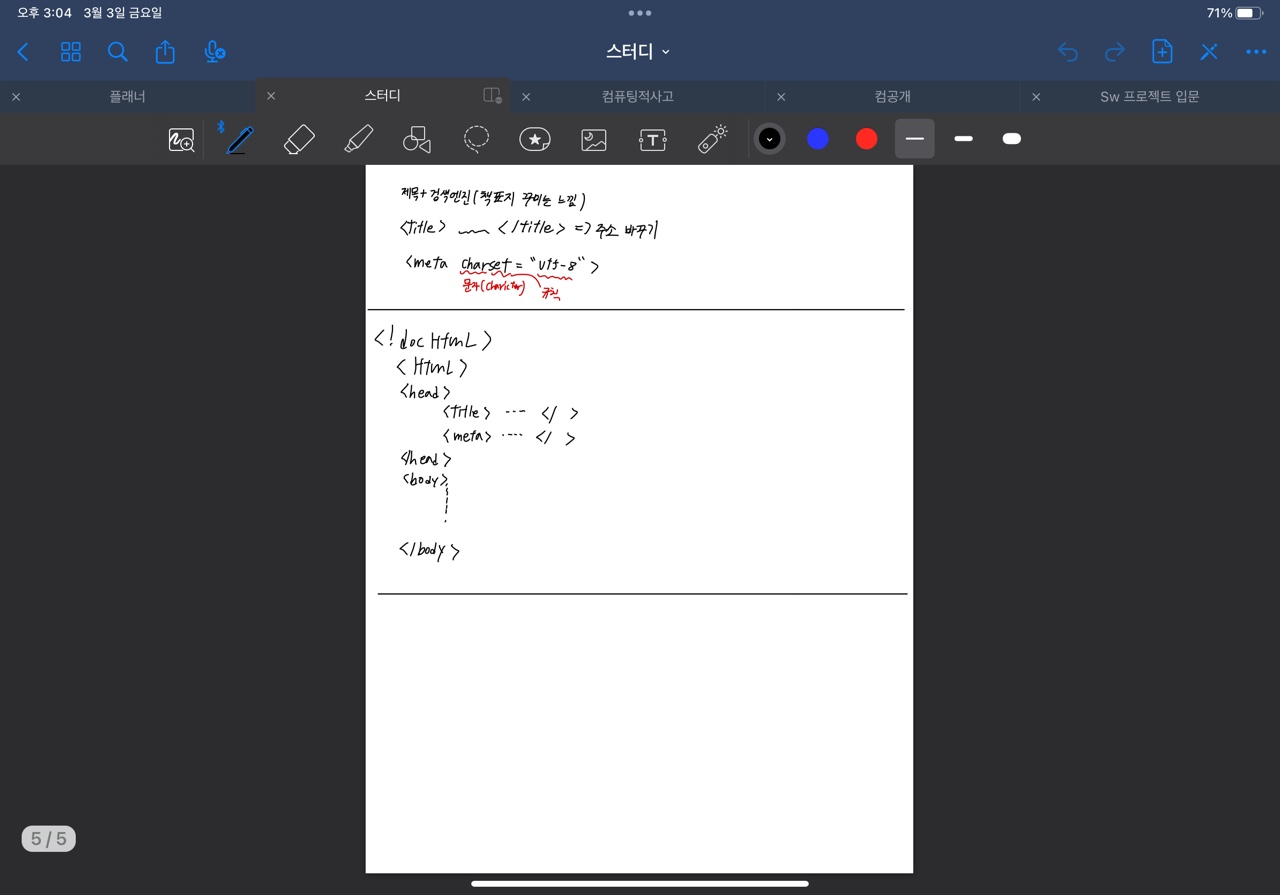 오후 3:04 3월 3일 금요일
71%
스터디
플래너
스터디
컴퓨팅적사고
컴공개
Sw 프로젝트 입문
제목+검색엔진(책표지 꾸미는 느낌)
<title> </title> => 주소 바꾸기
<meta charset = "utf-8">
문자(charicter) 규칙
<!doc HtmL>
<HtmL>
<head>
<title> ---- </ >
<meta> ----- </ >
</head>
<body>
</body>
5 / 5